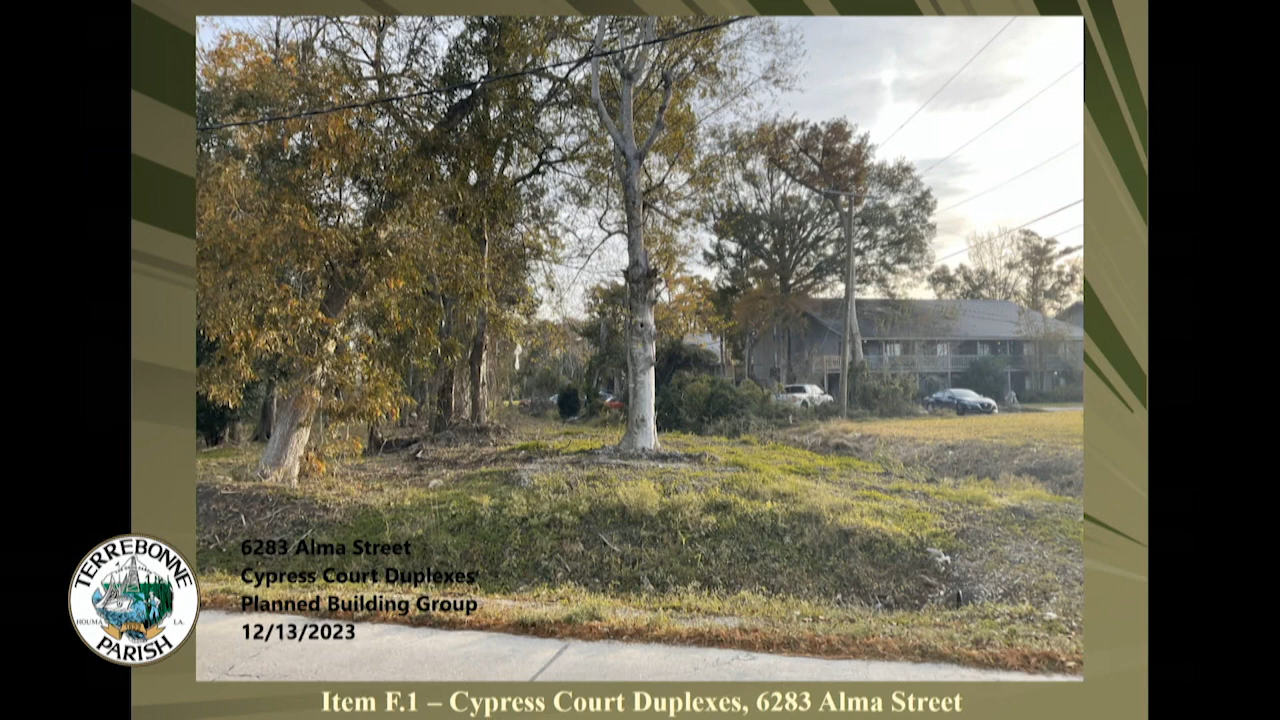 6283 Alma Street
Cypress Court Duplexes
Planned Building Group
12/13/2023
TERREBONNE
HOUMA LA.
PARISH
Item F.1 – Cypress Court Duplexes, 6283 Alma Street